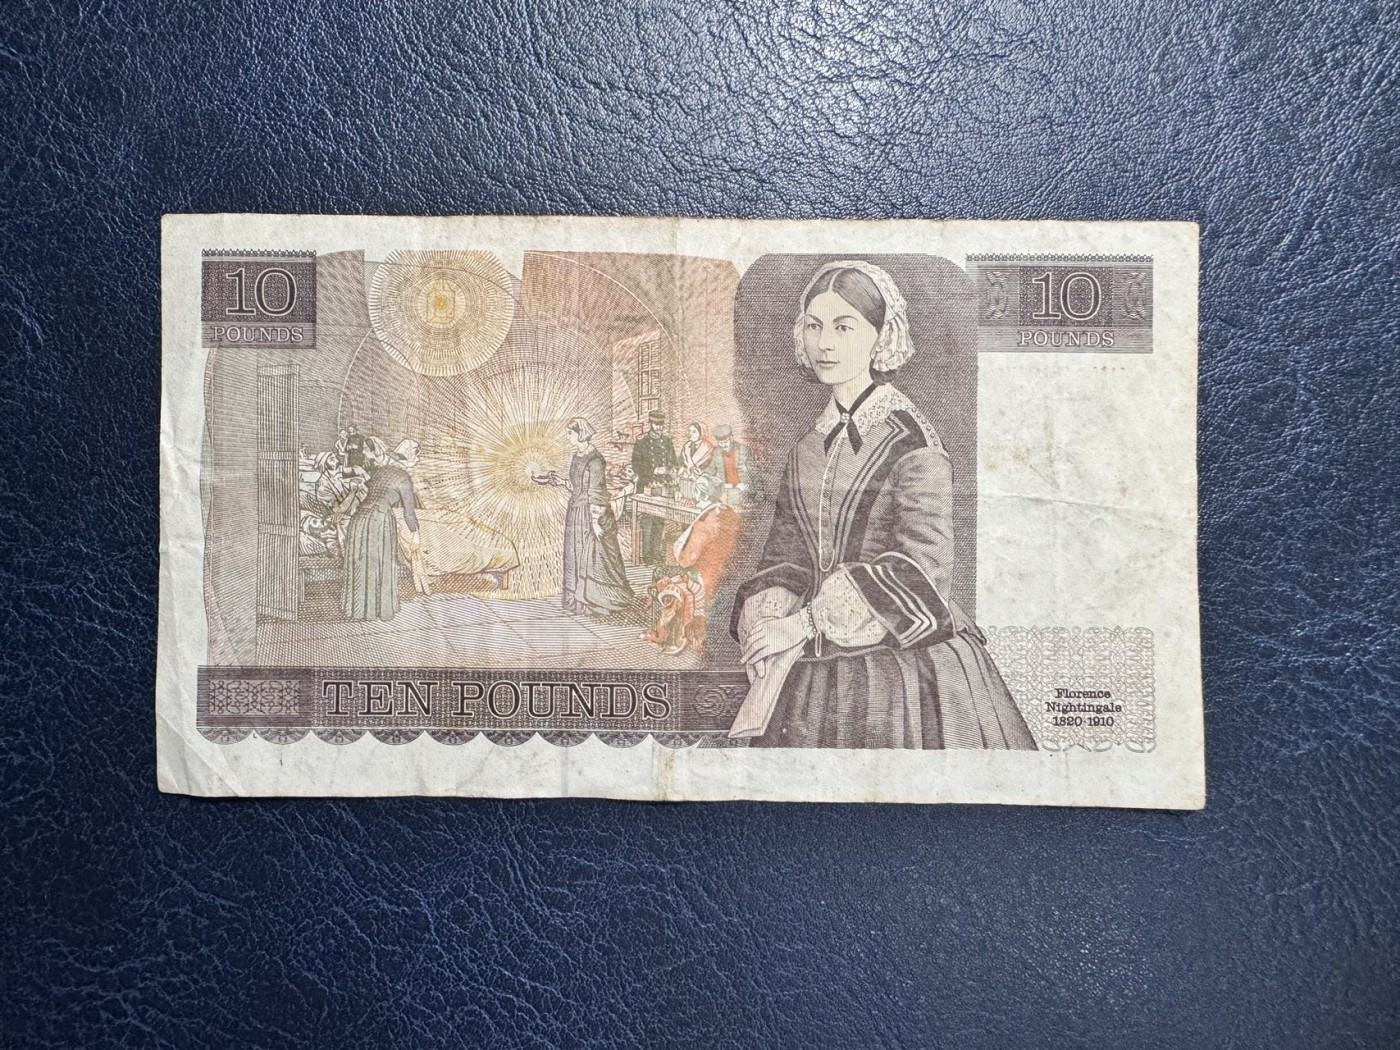 10
POUNDS
10
POUNDS
TEN POUNDS
Florence
Nightingale
1820-1910
L